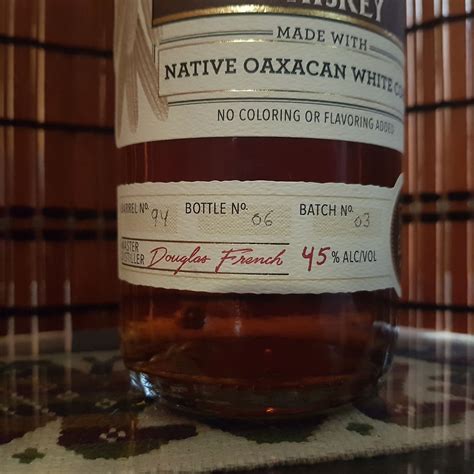 WHISKEY
MADE WITH
NATIVE OAXACAN WHITE
NO COLORING OR FLAVORING ADDED
BARREL No. 94 BOTTLE No. 06 BATCH No. 03
MASTER
DISTILLER Douglas French 45% ALC/VOL